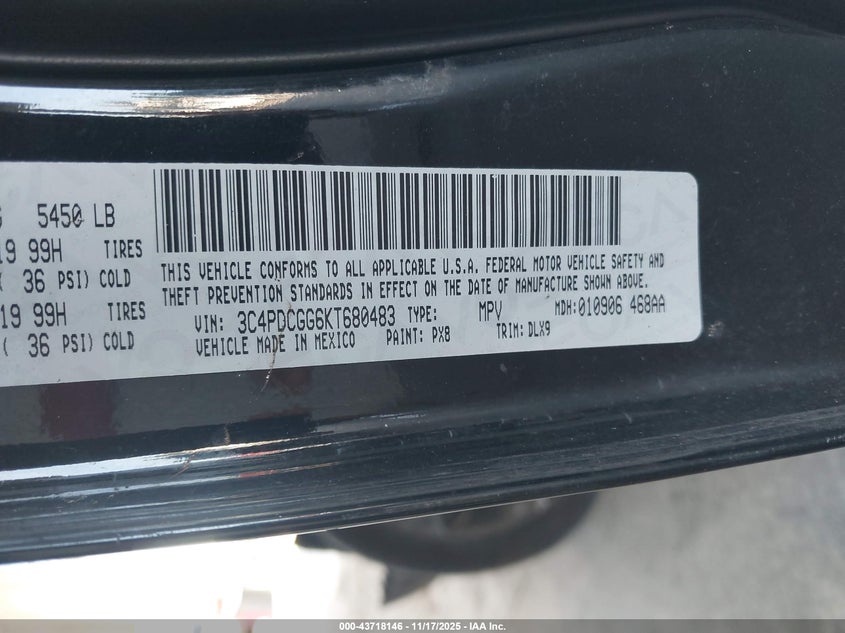 5450 LB
19 99H TIRES
( 36 PSI) COLD
19 99H TIRES
( 36 PSI) COLD
THIS VEHICLE CONFORMS TO ALL APPLICABLE U.S.A. FEDERAL MOTOR VEHICLE SAFETY AND
THEFT PREVENTION STANDARDS IN EFFECT ON THE DATE OF MANUFACTURE SHOWN ABOVE.
VIN: 3C4PDCGG6KT680483 TYPE: MPV MDH:010906 468AA
VEHICLE MADE IN MEXICO PAINT: PX8 TRIM: DLX9
000-43718146 - 11/17/2025 - IAA Inc.